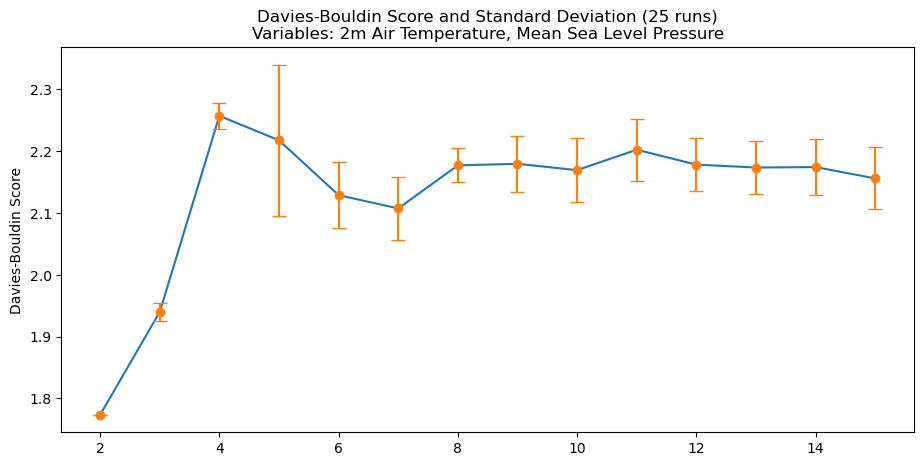 Davies-Bouldin Score and Standard Deviation (25 runs)
Variables: 2m Air Temperature, Mean Sea Level Pressure
Davies-Bouldin Score
2.3
2.2
2.1
2.0
1.9
1.8
2 4 6 8 10 12 14